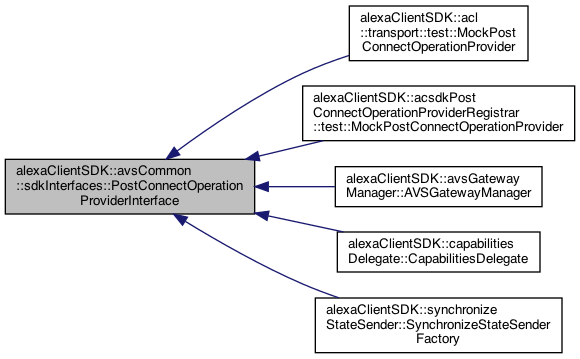 alexaClientSDK::acl
::transport::test::MockPost
ConnectOperationProvider
alexaClientSDK::acsdkPost
ConnectOperationProviderRegistrar
::test::MockPostConnectOperationProvider
alexaClientSDK::avsCommon
::sdkInterfaces::PostConnectOperation
ProviderInterface
alexaClientSDK::avsGateway
Manager::AVSGatewayManager
alexaClientSDK::capabilities
Delegate::CapabilitiesDelegate
alexaClientSDK::synchronize
StateSender::SynchronizeStateSender
Factory